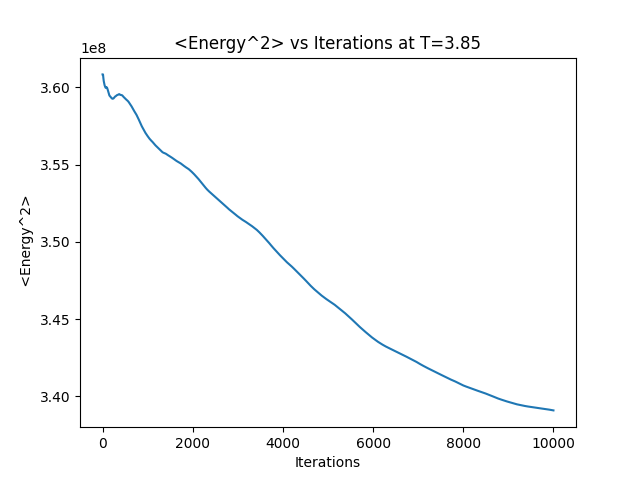 <Energy^2> vs Iterations at T=3.85
1e8
3.60
3.55
3.50
3.45
3.40
<Energy^2>
0 2000 4000 6000 8000 10000
Iterations